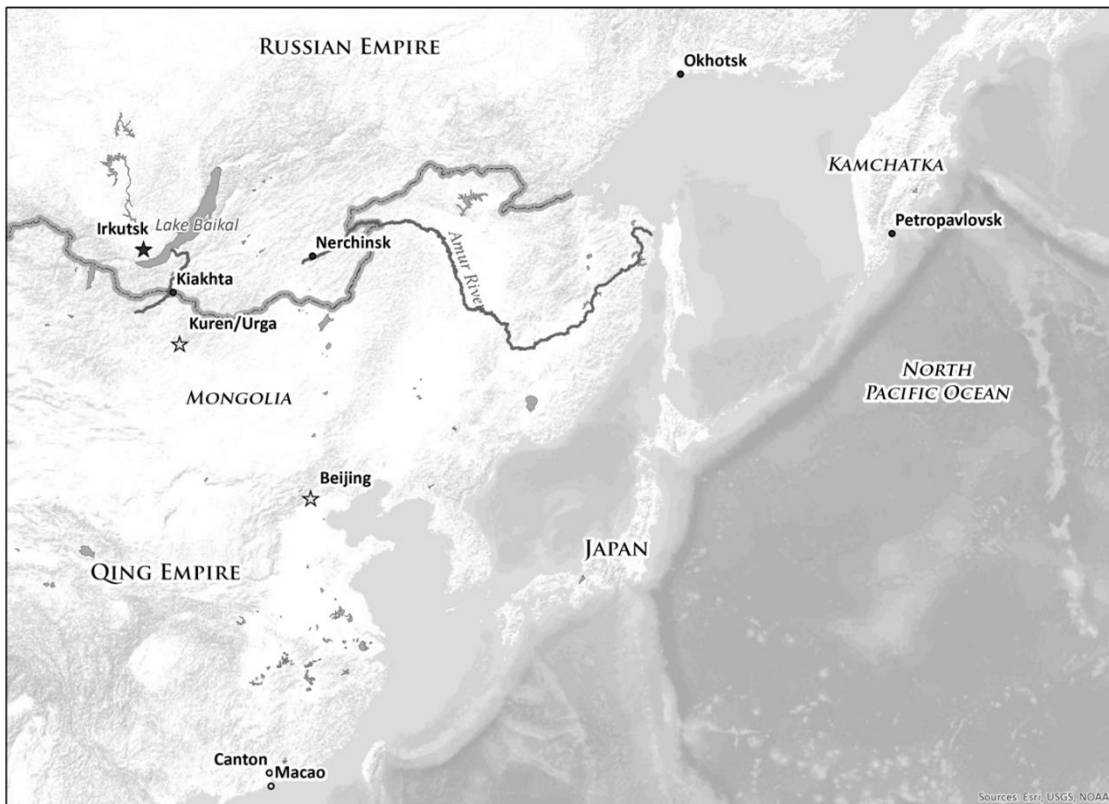 RUSSIAN EMPIRE
Okhotsk
KAMCHATKA
Petropavlovsk
Irkutsk
Lake Baikal
Nerchinsk
Amur River
Kiakhta
Kuren/Urga
MONGOLIA
NORTH
PACIFIC OCEAN
Beijing
JAPAN
QING EMPIRE
Canton
Macao
Sources: Esri, USGS, NOAA